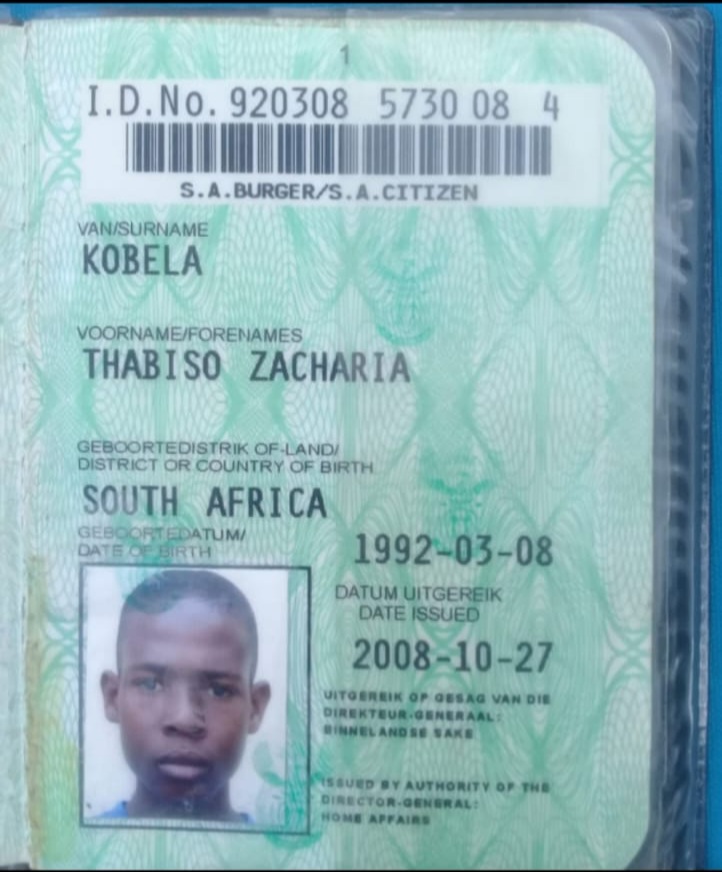 1
I.D.No. 920308 5730 08 4
S.A.BURGER/S.A.CITIZEN
VAN/SURNAME
KOBELA
VOORNAME/FORENAMES
THABISO ZACHARIA
GEBOORTEDISTRIK OF-LAND/
DISTRICT OR COUNTRY OF BIRTH
SOUTH AFRICA
GEBOORTEDATUM/
DATE OF BIRTH
1992-03-08
DATUM UITGEREIK
DATE ISSUED
2008-10-27
UITGEREIK OP GESAG VAN DIE
DIREKTEUR-GENERAAL:
BINNELANDSE SAKE
ISSUED BY AUTHORITY OF THE
DIRECTOR-GENERAL:
HOME AFFAIRS